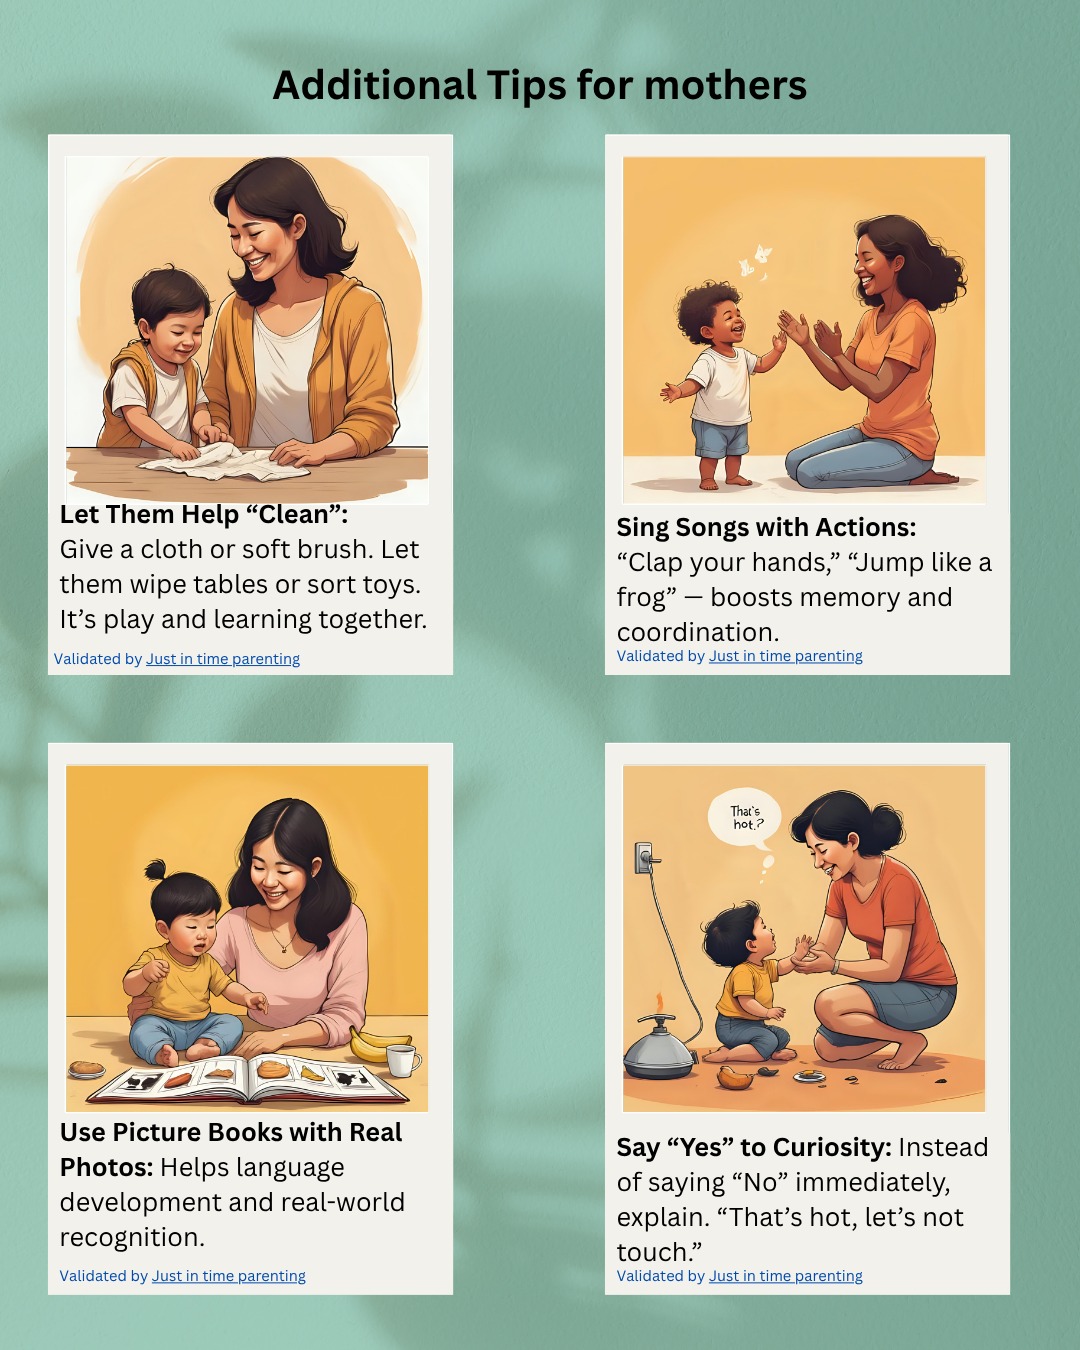 Additional Tips for mothers
Let Them Help “Clean”:
Give a cloth or soft brush. Let
them wipe tables or sort toys.
It’s play and learning together.
Validated by Just in time parenting
Sing Songs with Actions:
“Clap your hands,” “Jump like a
frog” — boosts memory and
coordination.
Validated by Just in time parenting
Use Picture Books with Real
Photos: Helps language
development and real-world
recognition.
Validated by Just in time parenting
That's
hot.?
Say “Yes” to Curiosity: Instead
of saying “No” immediately,
explain. “That’s hot, let’s not
touch.”
Validated by Just in time parenting